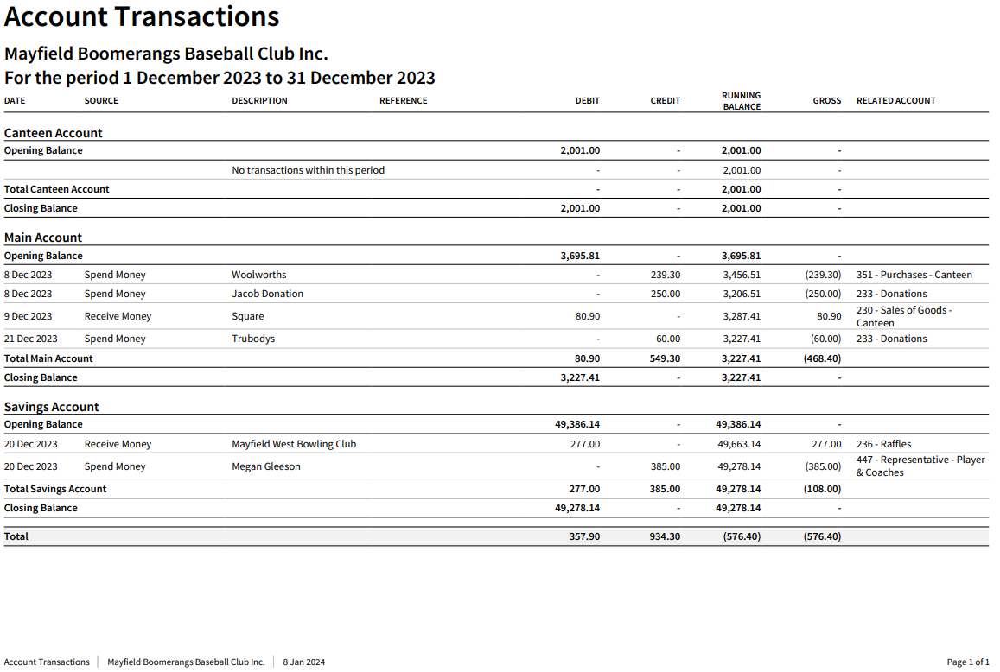 Account Transactions
Mayfield Boomerangs Baseball Club Inc.
For the period 1 December 2023 to 31 December 2023
DATE SOURCE DESCRIPTION REFERENCE DEBIT CREDIT RUNNING BALANCE GROSS RELATED ACCOUNT
Canteen Account
Opening Balance 2,001.00 - 2,001.00 -
No transactions within this period - - 2,001.00 -
Total Canteen Account - - 2,001.00 -
Closing Balance 2,001.00 - 2,001.00 -
Main Account
Opening Balance 3,695.81 - 3,695.81 -
8 Dec 2023 Spend Money Woolworths - 239.30 3,456.51 (239.30) 351 - Purchases - Canteen
8 Dec 2023 Spend Money Jacob Donation - 250.00 3,206.51 (250.00) 233 - Donations
9 Dec 2023 Receive Money Square 80.90 - 3,287.41 80.90 230 - Sales of Goods - Canteen
21 Dec 2023 Spend Money Trubodys - 60.00 3,227.41 (60.00) 233 - Donations
Total Main Account 80.90 549.30 3,227.41 (468.40)
Closing Balance 3,227.41 - 3,227.41 -
Savings Account
Opening Balance 49,386.14 - 49,386.14 -
20 Dec 2023 Receive Money Mayfield West Bowling Club 277.00 - 49,663.14 277.00 236 - Raffles
20 Dec 2023 Spend Money Megan Gleeson - 385.00 49,278.14 (385.00) 447 - Representative - Player & Coaches
Total Savings Account 277.00 385.00 49,278.14 (108.00)
Closing Balance 49,278.14 - 49,278.14 -
Total 357.90 934.30 (576.40) (576.40)
Account Transactions | Mayfield Boomerangs Baseball Club Inc. | 8 Jan 2024 Page 1 of 1